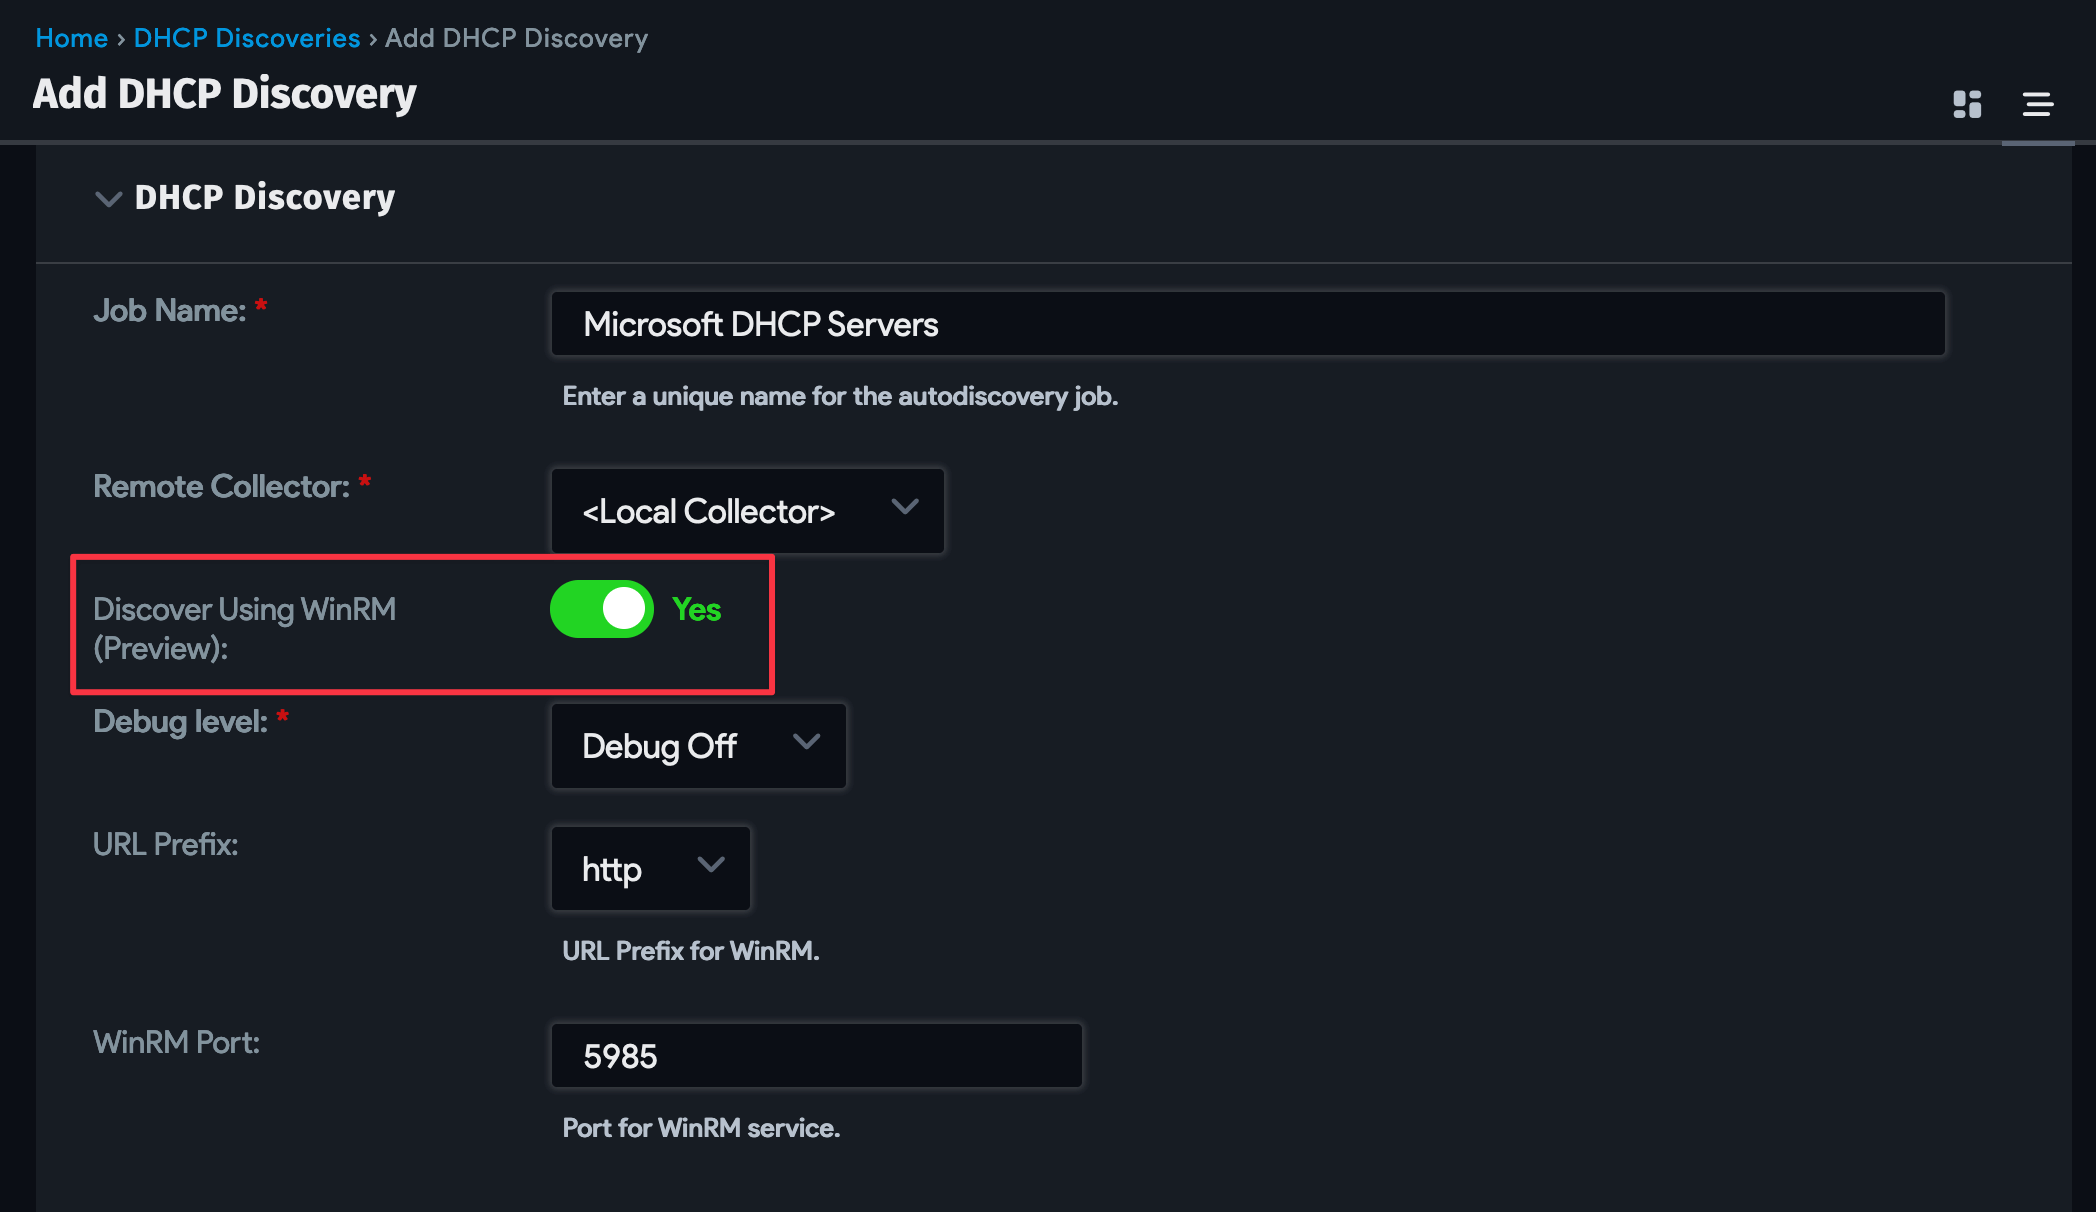 Home › DHCP Discoveries › Add DHCP Discovery
Add DHCP Discovery
DHCP Discovery
Job Name: *
Microsoft DHCP Servers
Enter a unique name for the autodiscovery job.
Remote Collector: *
<Local Collector>
Discover Using WinRM
(Preview):
Yes
Debug level: *
Debug Off
URL Prefix:
http
URL Prefix for WinRM.
WinRM Port:
5985
Port for WinRM service.